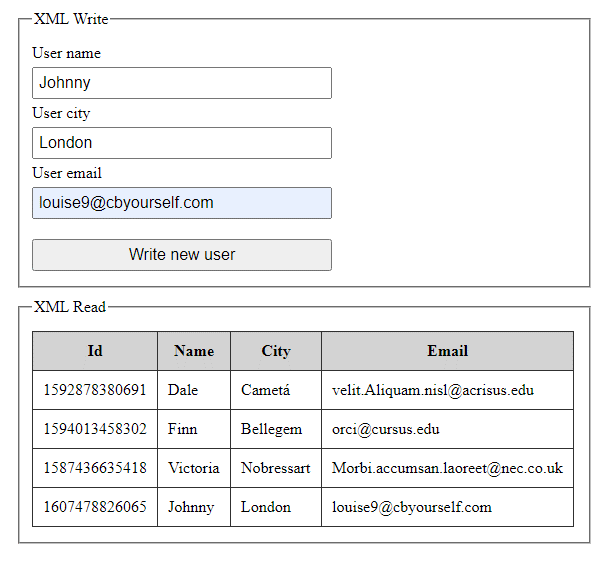 XML Write
User name
Johnny
User city
London
User email
louise9@cbyourself.com
Write new user
XML Read
Id Name City Email
1592878380691 Dale Cametá velit.Aliquam.nisl@acrisus.edu
1594013458302 Finn Bellegem orci@cursus.edu
1587436635418 Victoria Nobressart Morbi.accumsan.laoreet@nec.co.uk
1607478826065 Johnny London louise9@cbyourself.com